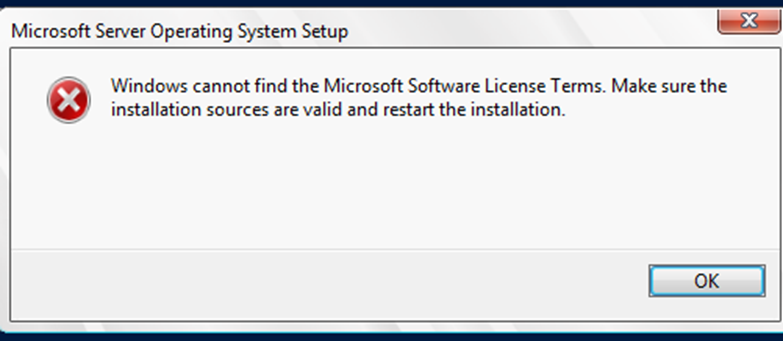 Microsoft Server Operating System Setup
Windows cannot find the Microsoft Software License Terms. Make sure the
installation sources are valid and restart the installation.
OK